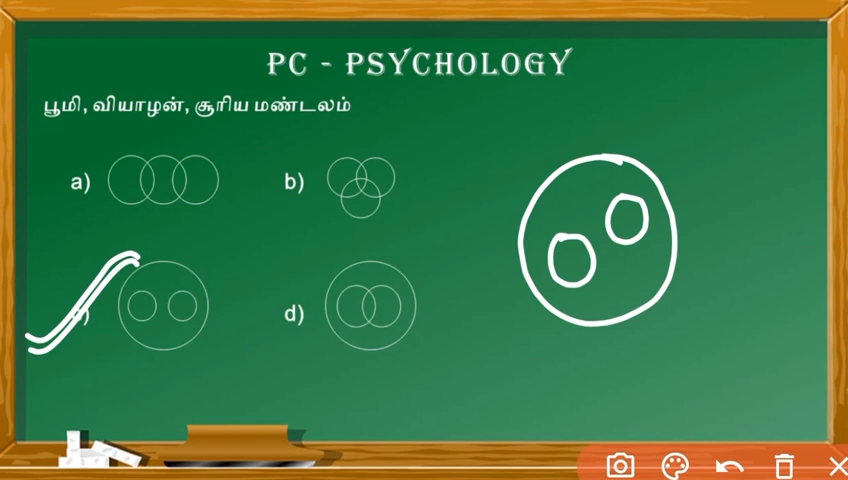 PC - PSYCHOLOGY
பூமி, வியாழன், சூரிய மண்டலம்
a) b)
d)